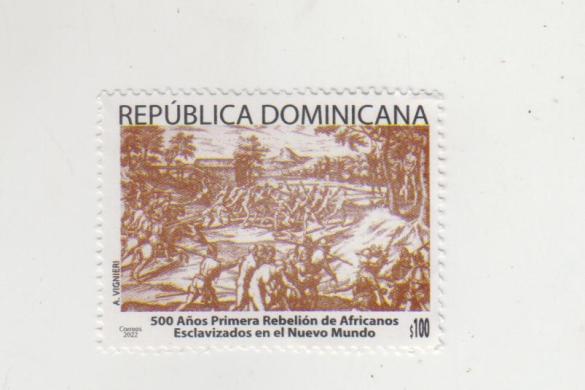 REPÚBLICA DOMINICANA
A. VIGNIERI
500 Años Primera Rebelión de Africanos
Esclavizados en el Nuevo Mundo
Correos
2022
$100